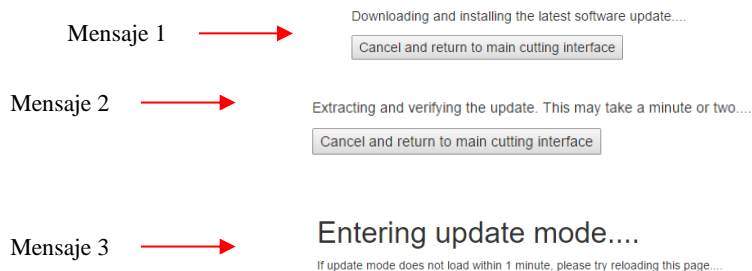 Mensaje 1
Downloading and installing the latest software update....
Cancel and return to main cutting interface
Mensaje 2
Extracting and verifying the update. This may take a minute or two....
Cancel and return to main cutting interface
Mensaje 3
Entering update mode....
If update mode does not load within 1 minute, please try reloading this page....